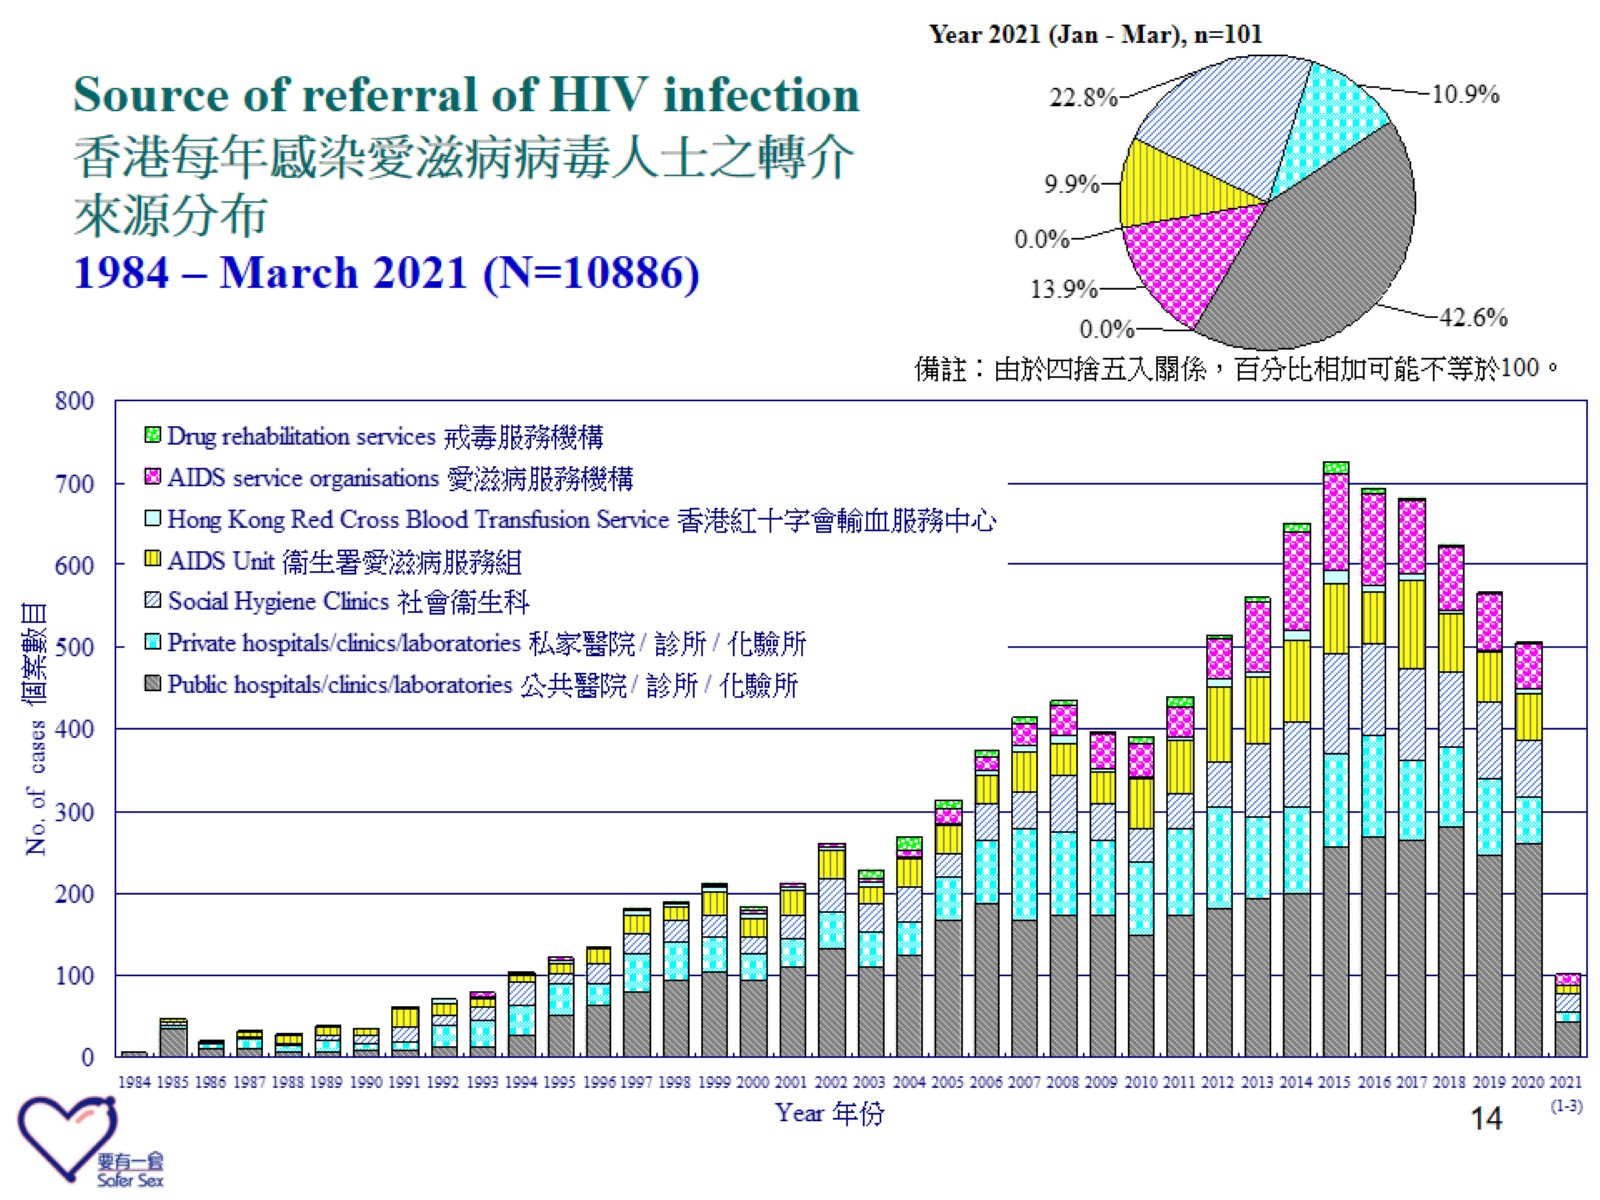 Source of referral of HIV infection
香港每年感染愛滋病病毒人士之轉介
來源分布
1984 – March 2021 (N=10886)
Year 2021 (Jan - Mar), n=101
22.8%
10.9%
9.9%
0.0%
13.9%
0.0%
42.6%
備註：由於四捨五入關係，百分比相加可能不等於100。
No. of cases 個案數目
800
700
600
500
400
300
200
100
0
Drug rehabilitation services 戒毒服務機構
AIDS service organisations 愛滋病服務機構
Hong Kong Red Cross Blood Transfusion Service 香港紅十字會輸血服務中心
AIDS Unit 衞生署愛滋病服務組
Social Hygiene Clinics 社會衞生科
Private hospitals/clinics/laboratories 私家醫院 / 診所 / 化驗所
Public hospitals/clinics/laboratories 公共醫院 / 診所 / 化驗所
1984 1985 1986 1987 1988 1989 1990 1991 1992 1993 1994 1995 1996 1997 1998 1999 2000 2001 2002 2003 2004 2005 2006 2007 2008 2009 2010 2011 2012 2013 2014 2015 2016 2017 2018 2019 2020 2021
(1-3)
Year 年份
14
要有一套
Safer Sex